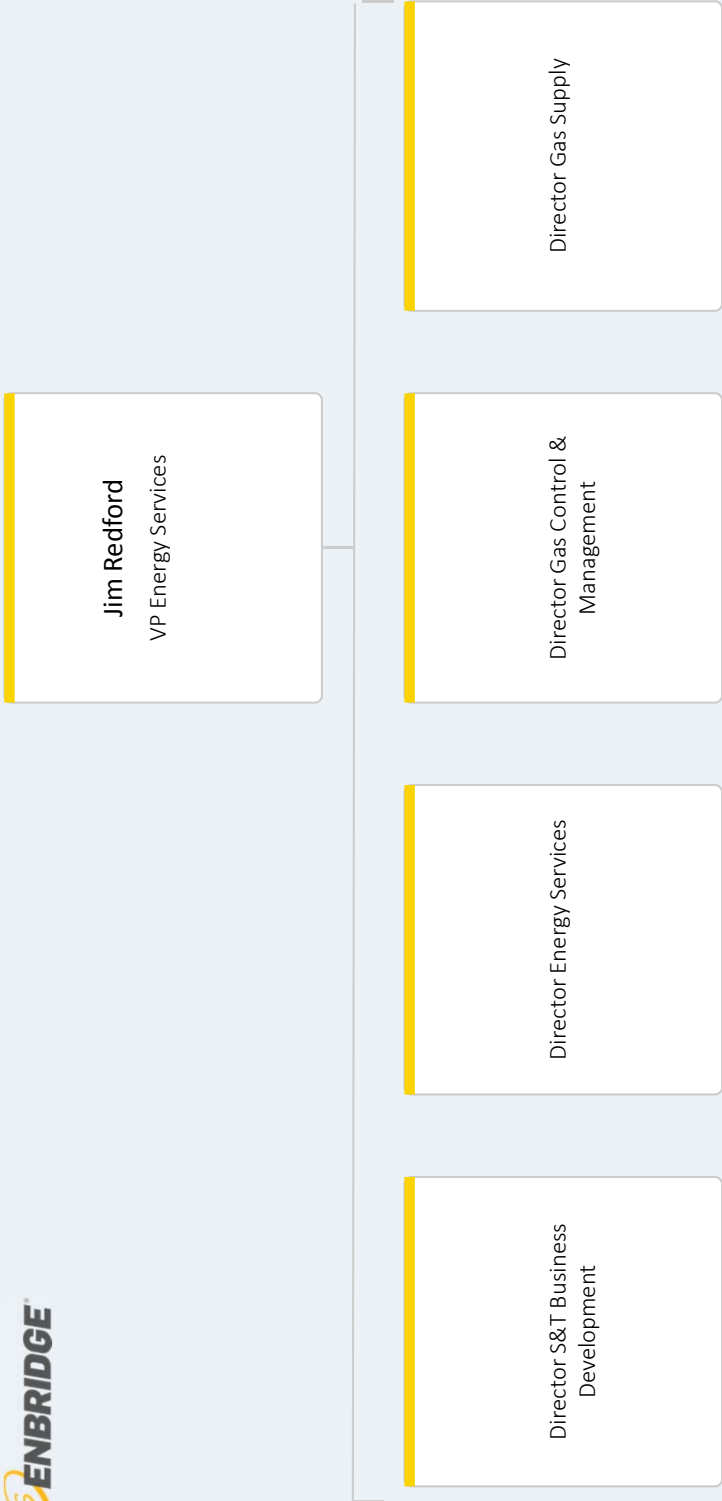 ENBRIDGE
Jim Redford
VP Energy Services
Director S&T Business
Development
Director Energy Services
Director Gas Control &
Management
Director Gas Supply